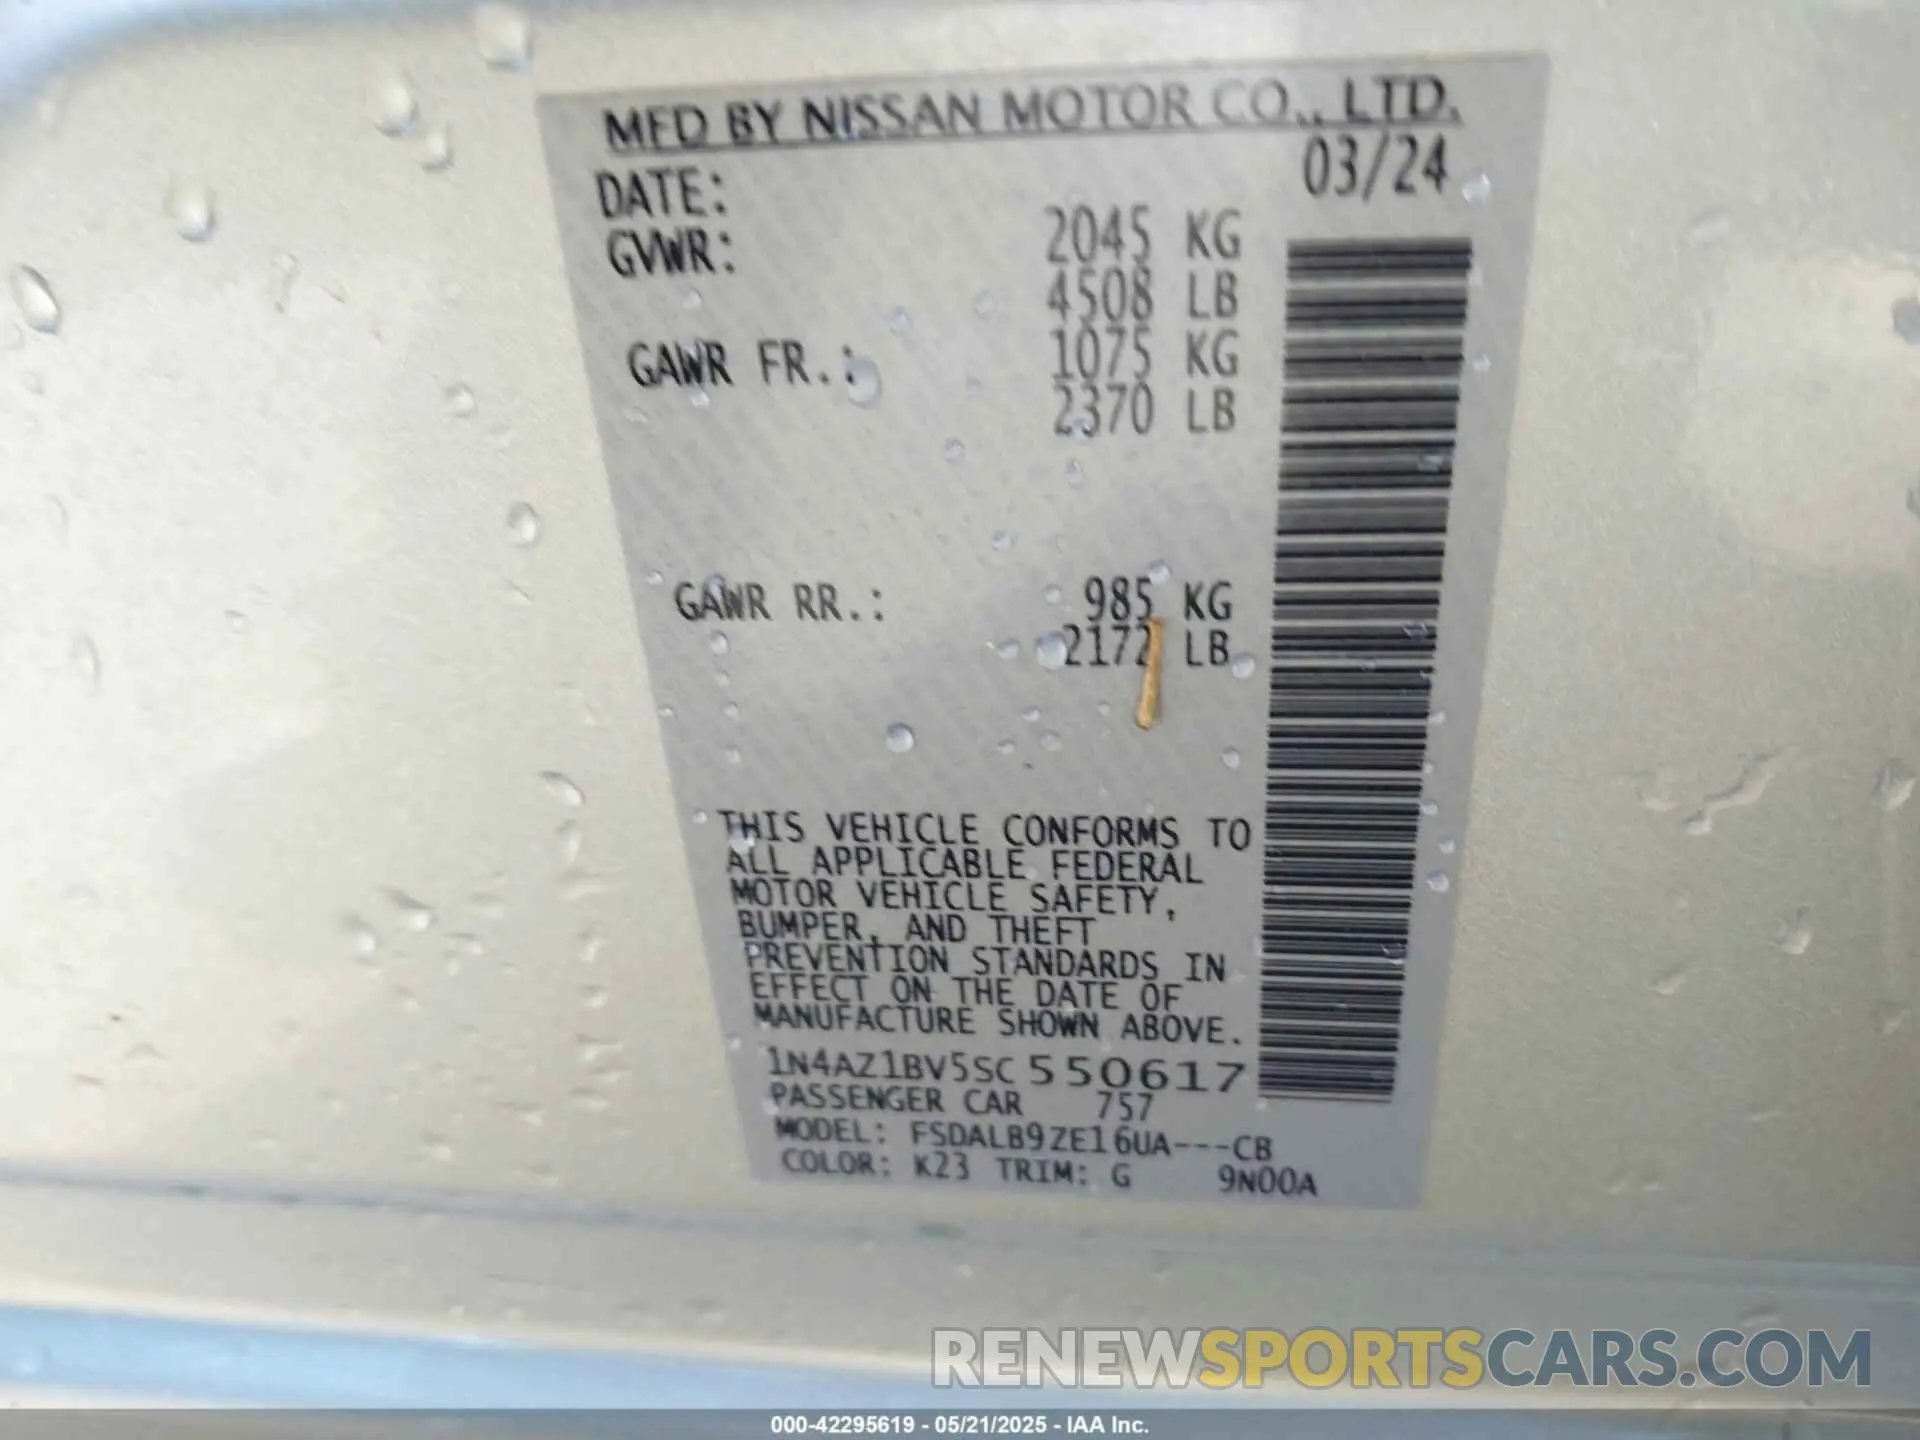 MFD BY NISSAN MOTOR CO., LTD.
DATE: 03/24
GVWR: 2045 KG
4508 LB
GAWR FR.: 1075 KG
2370 LB
GAWR RR.: 985 KG
2172 LB
THIS VEHICLE CONFORMS TO
ALL APPLICABLE FEDERAL
MOTOR VEHICLE SAFETY,
BUMPER, AND THEFT
PREVENTION STANDARDS IN
EFFECT ON THE DATE OF
MANUFACTURE SHOWN ABOVE.
1N4AZ1BV5SC550617
PASSENGER CAR 757
MODEL: FSDALB9ZE16UA---CB
COLOR: K23 TRIM: G 9N00A
RENEWSPORTSCARS.COM
000-42295619 - 05/21/2025 - IAA Inc.